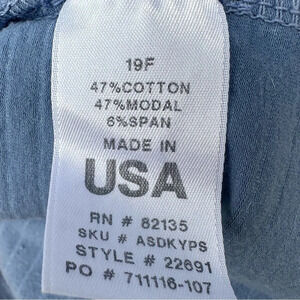 19F
47%COTTON
47%MODAL
6%SPAN
MADE IN
USA
RN # 82135
SKU # ASDKYPS
STYLE # 22691
PO # 711116-107